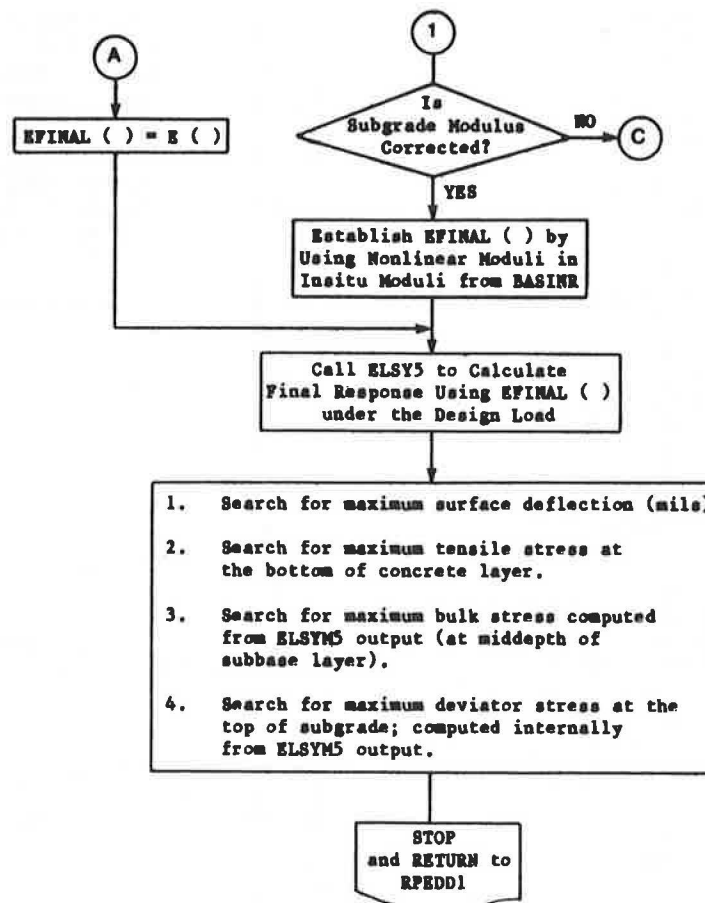 A
EFINAL ( ) = E ( )
1
Is
Subgrade Modulus
Corrected?
NO
C
YES
Establish EFINAL ( ) by
Using Nonlinear Moduli in
Insitu Moduli from BASINR
Call ELSY5 to Calculate
Final Response Using EFINAL ( )
under the Design Load
1. Search for maximum surface deflection (mils)
2. Search for maximum tensile stress at
the bottom of concrete layer.
3. Search for maximum bulk stress computed
from ELSYM5 output (at middepth of
subbase layer).
4. Search for maximum deviator stress at the
top of subgrade; computed internally
from ELSYM5 output.
STOP
and RETURN to
RPEDD1